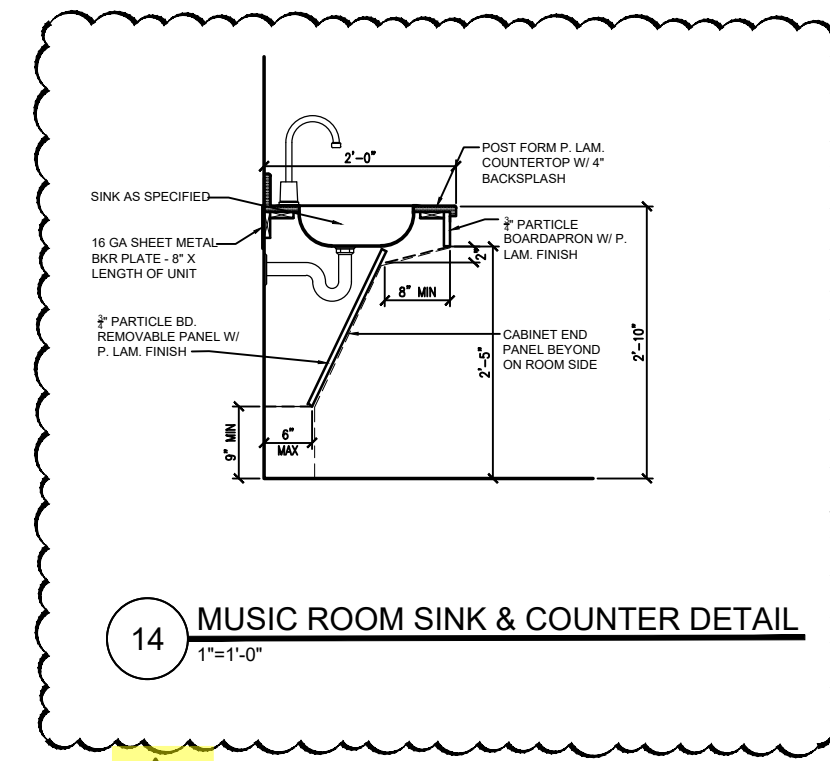 2'-0"
POST FORM P. LAM.
COUNTERTOP W/ 4"
BACKSPLASH
SINK AS SPECIFIED
3/4" PARTICLE
BOARDAPRON W/ P.
LAM. FINISH
16 GA SHEET METAL
BKR PLATE - 8" X
LENGTH OF UNIT
2"
8" MIN
3/4" PARTICLE BD.
REMOVABLE PANEL W/
P. LAM. FINISH
CABINET END
PANEL BEYOND
ON ROOM SIDE
2'-5"
2'-10"
9" MIN
6"
MAX
14
MUSIC ROOM SINK & COUNTER DETAIL
1"=1'-0"